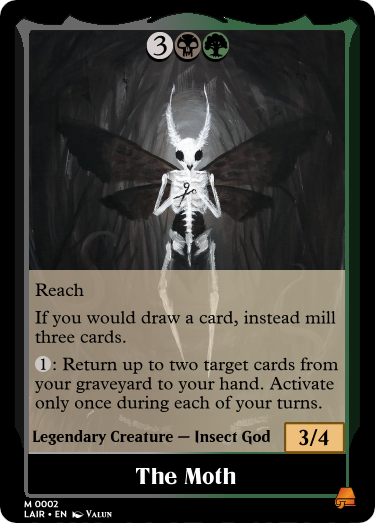 3
Reach
If you would draw a card, instead mill
three cards.
1: Return up to two target cards from
your graveyard to your hand. Activate
only once during each of your turns.
Legendary Creature — Insect God
3/4
The Moth
M 0002
LAIR • EN VALUN